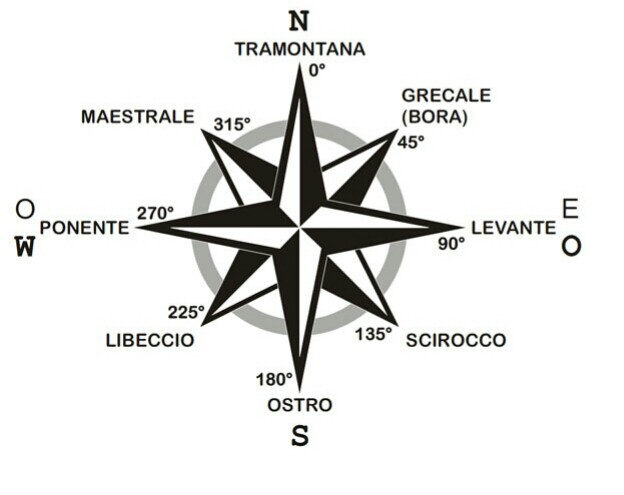 N
TRAMONTANA
0°
GRECALE
(BORA)
45°
MAESTRALE
315°
O
W
PONENTE
270°
LEVANTE
90°
E
O
225°
LIBECCIO
135°
SCIROCCO
180°
OSTRO
S